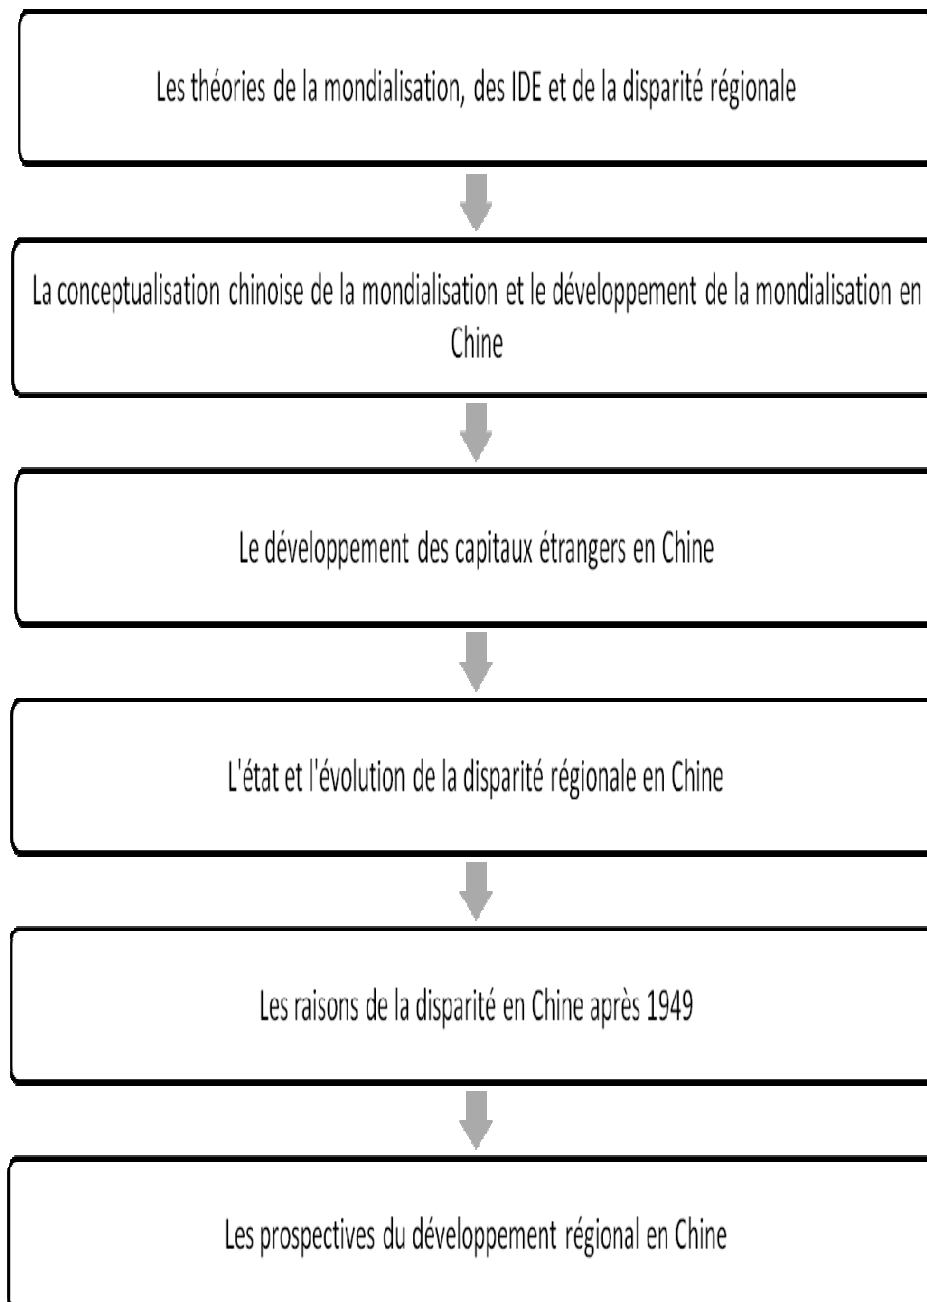 Les théories de la mondialisation, des IDE et de la disparité régionale
La conceptualisation chinoise de la mondialisation et le développement de la mondialisation en
Chine
Le développement des capitaux étrangers en Chine
L'état et l'évolution de la disparité régionale en Chine
Les raisons de la disparité en Chine après 1949
Les prospectives du développement régional en Chine